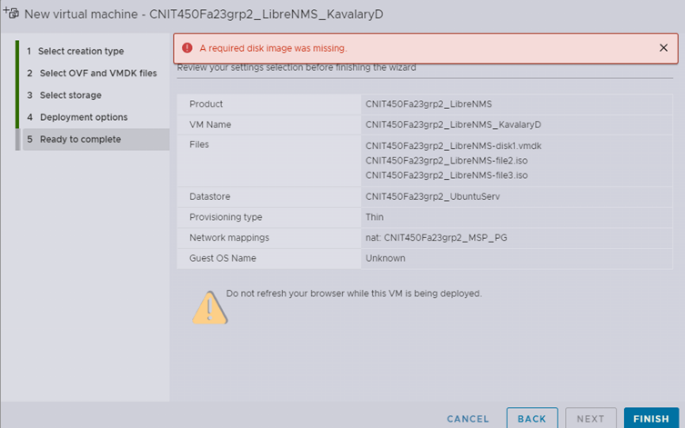 New virtual machine - CNIT450Fa23grp2_LibreNMS_KavalaryD
A required disk image was missing.
1 Select creation type
2 Select OVF and VMDK files
3 Select storage
4 Deployment options
5 Ready to complete
Review your settings selection before finishing the wizard
Product CNIT450Fa23grp2_LibreNMS
VM Name CNIT450Fa23grp2_LibreNMS_KavalaryD
Files CNIT450Fa23grp2_LibreNMS-disk1.vmdk
CNIT450Fa23grp2_LibreNMS-file2.iso
CNIT450Fa23grp2_LibreNMS-file3.iso
Datastore CNIT450Fa23grp2_UbuntuServ
Provisioning type Thin
Network mappings nat: CNIT450Fa23grp2_MSP_PG
Guest OS Name Unknown
Do not refresh your browser while this VM is being deployed.
CANCEL BACK NEXT FINISH